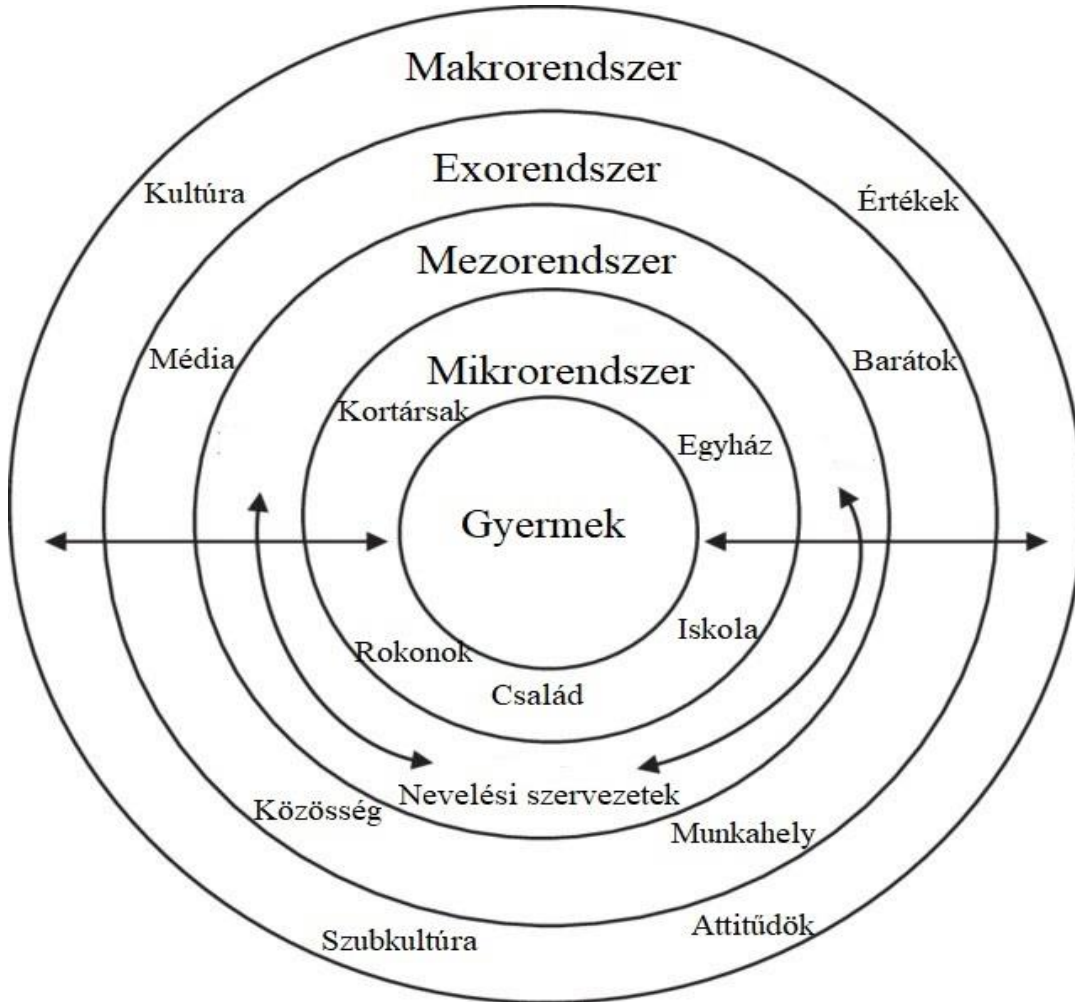 Makrorendszer
Exorendszer
Kultúra
Értékek
Mezorendszer
Média
Barátok
Mikrorendszer
Kortársak
Egyház
Gyermek
Iskola
Rokonok
Család
Nevelési szervezetek
Közösség
Munkahely
Attitűdök
Szubkultúra